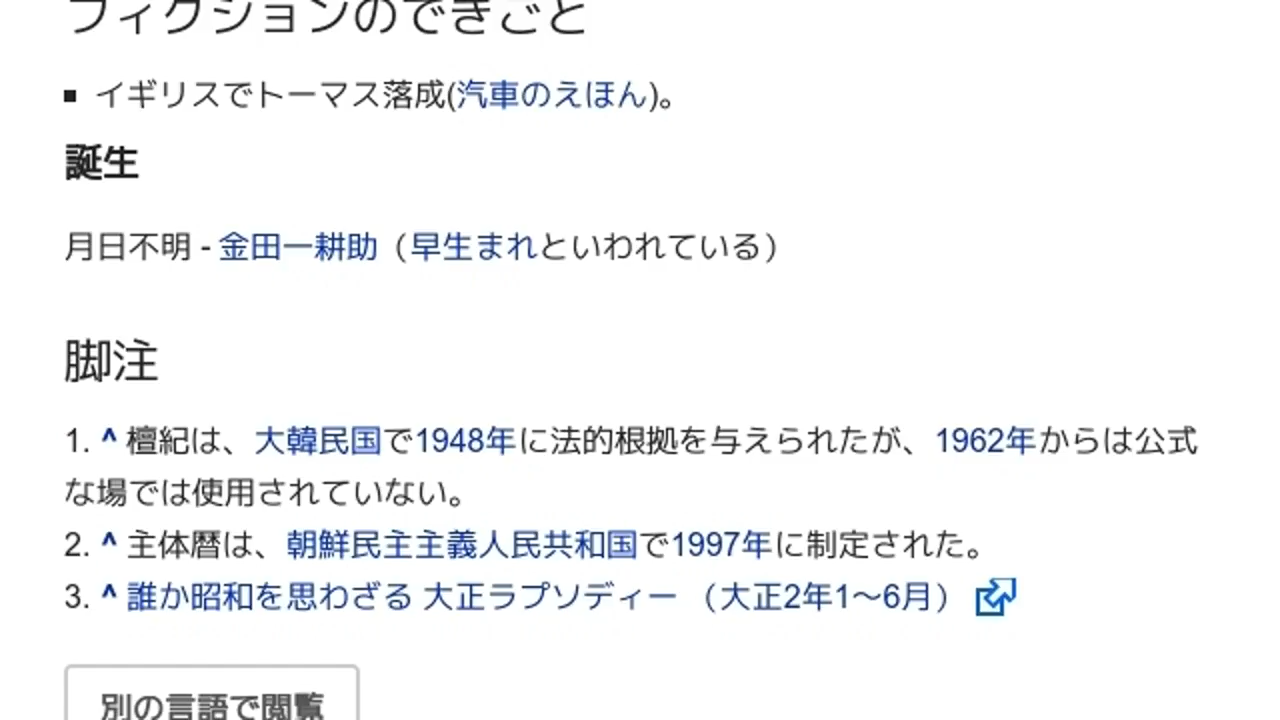 フィクションのできごと
イギリスでトーマス落成(汽車のえほん)。
誕生
月日不明 - 金田一耕助（早生まれといわれている）
脚注
1. ^ 檀紀は、大韓民国で1948年に法的根拠を与えられたが、1962年からは公式
な場では使用されていない。
2. ^ 主体暦は、朝鮮民主主義人民共和国で1997年に制定された。
3. ^ 誰か昭和を思わざる 大正ラプソディー （大正2年1〜6月）
別の言語で閲覧